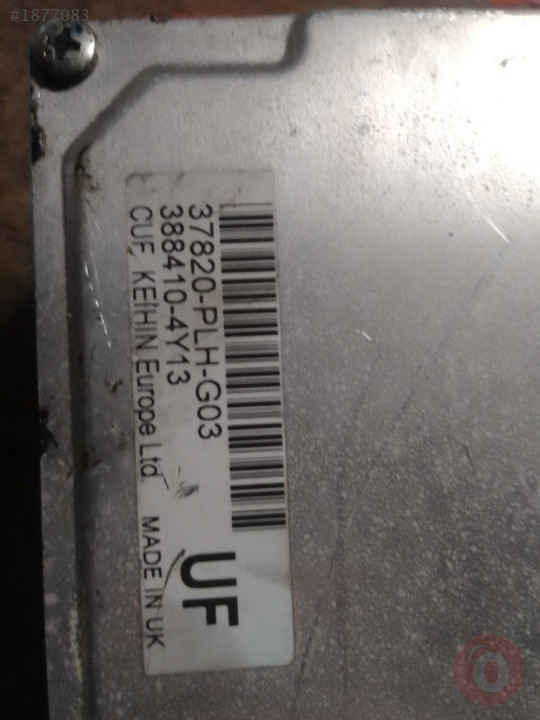 #1877083
37820-PLH-G03
388410-4Y13
CUF, KEIHIN Europe Ltd. MADE IN UK
UF